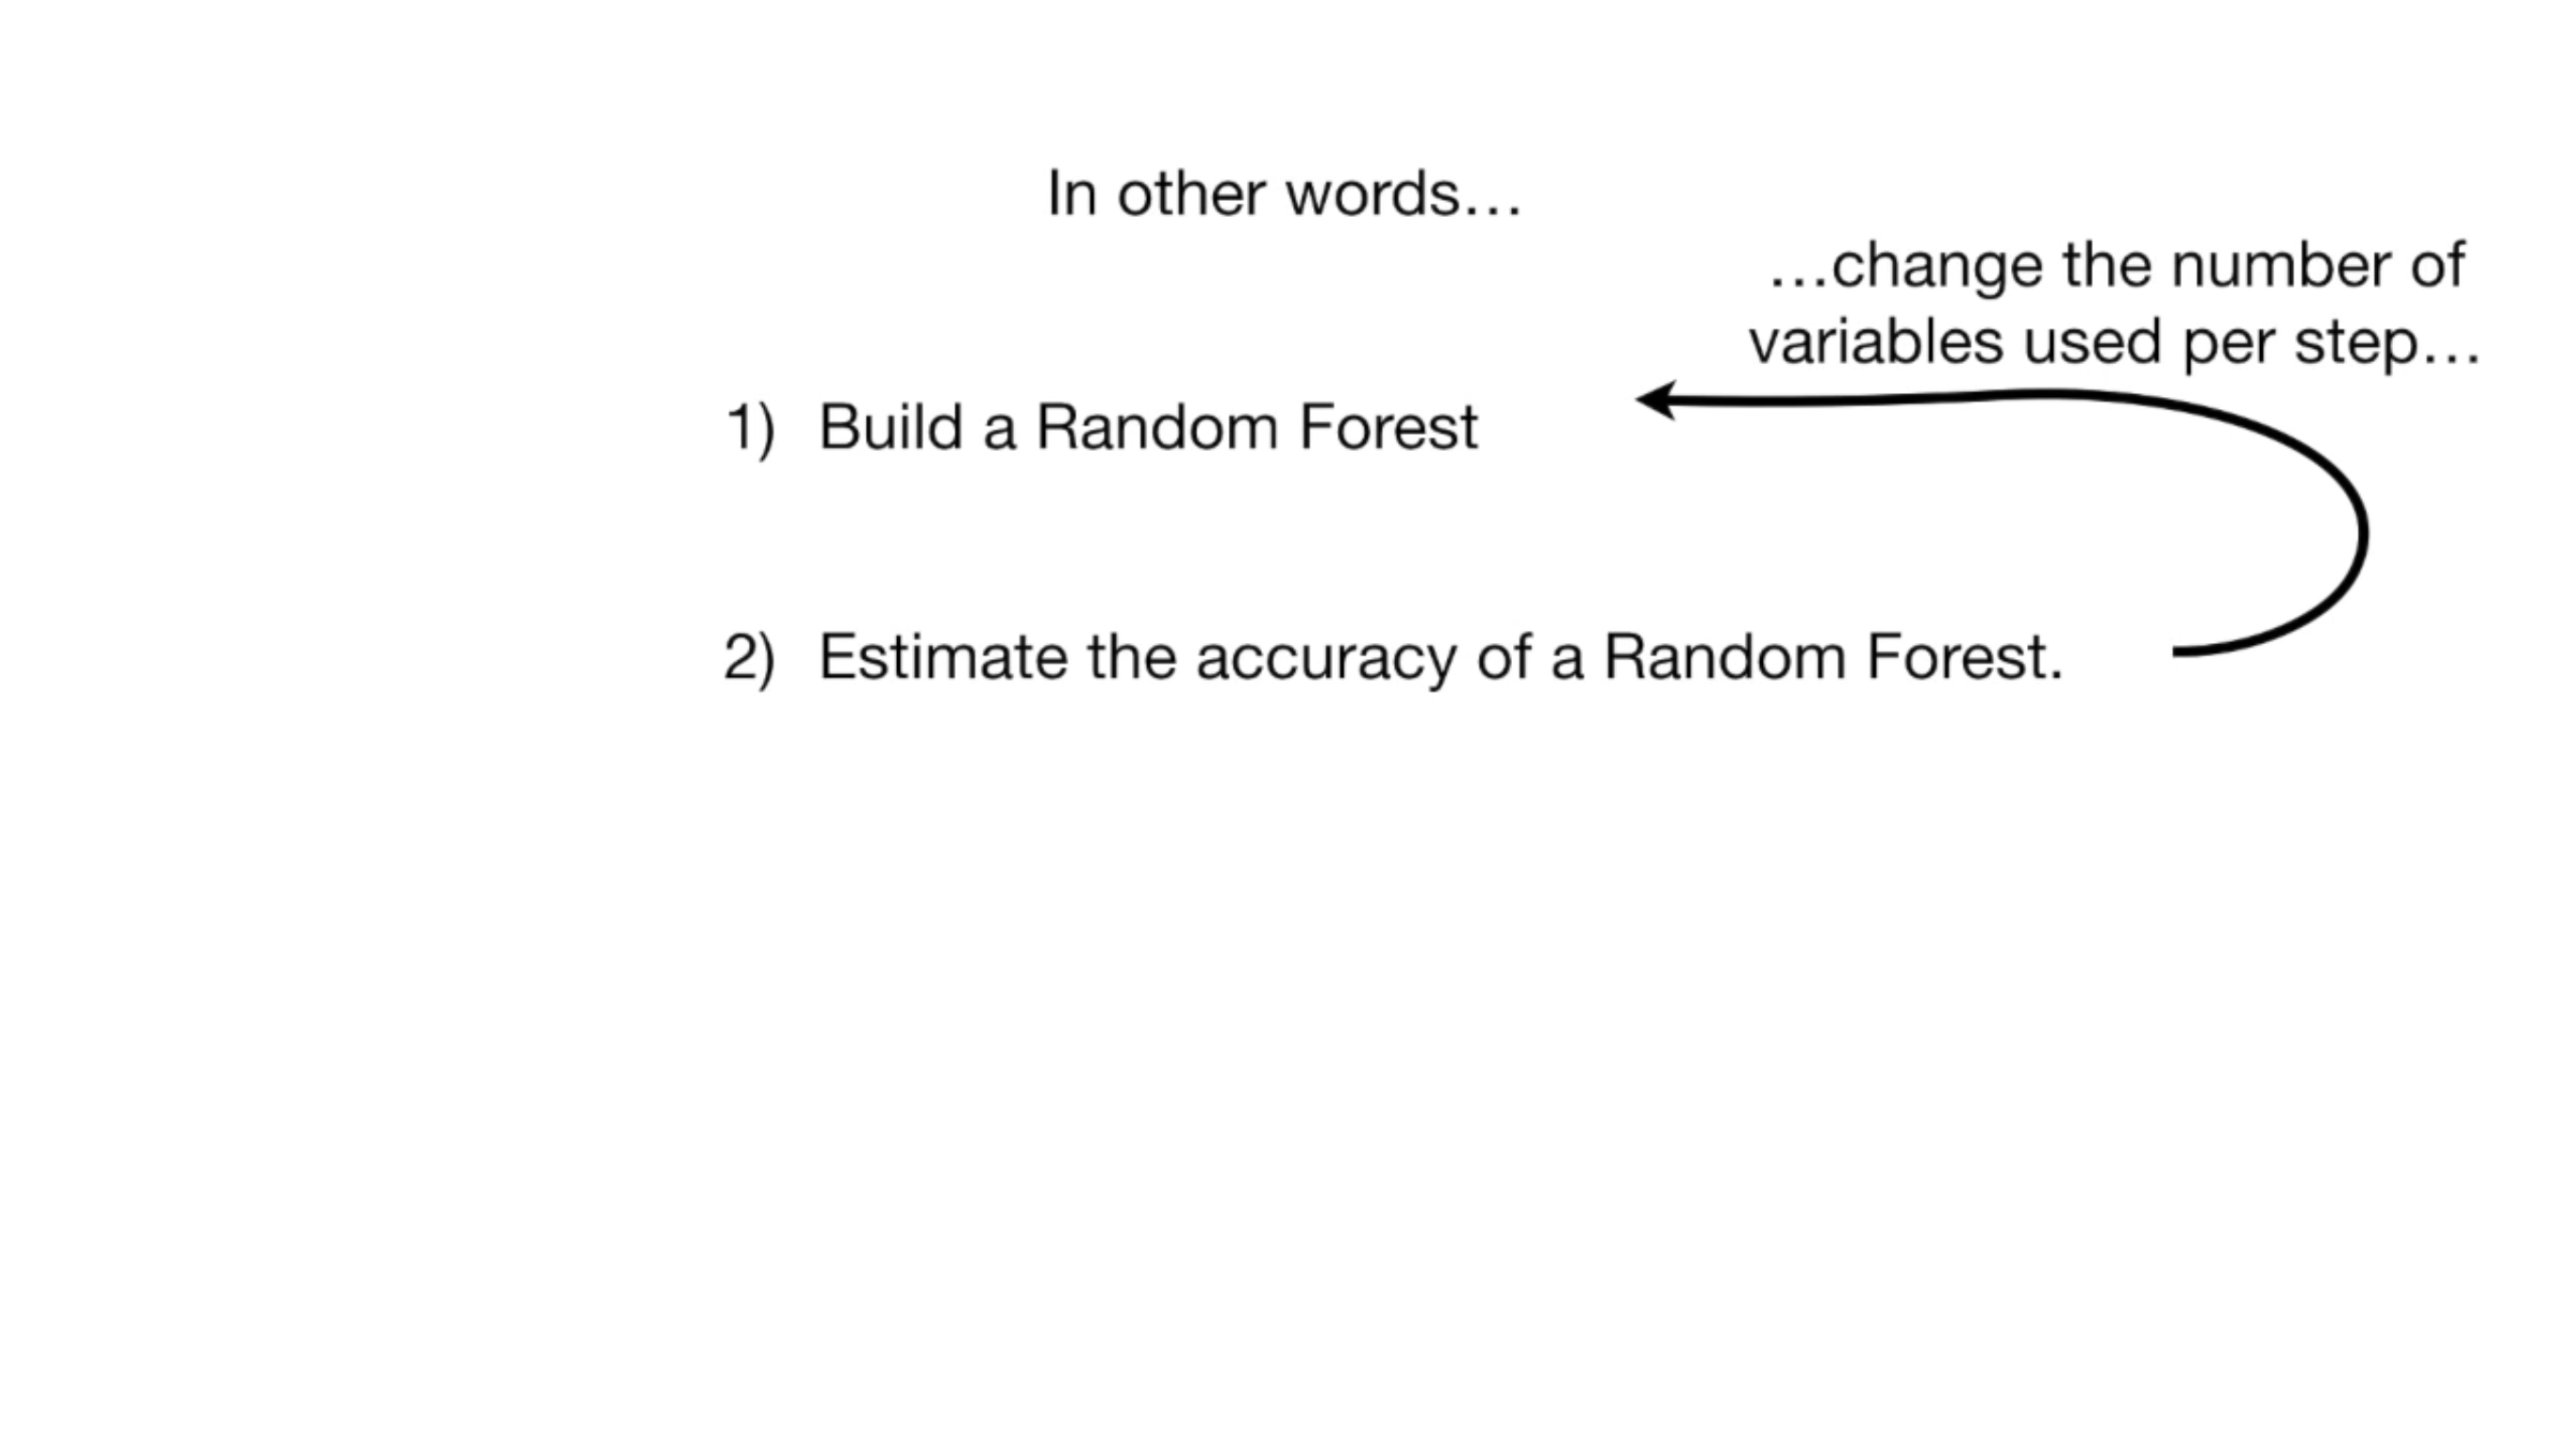 In other words…
…change the number of
variables used per step…
1) Build a Random Forest
2) Estimate the accuracy of a Random Forest.